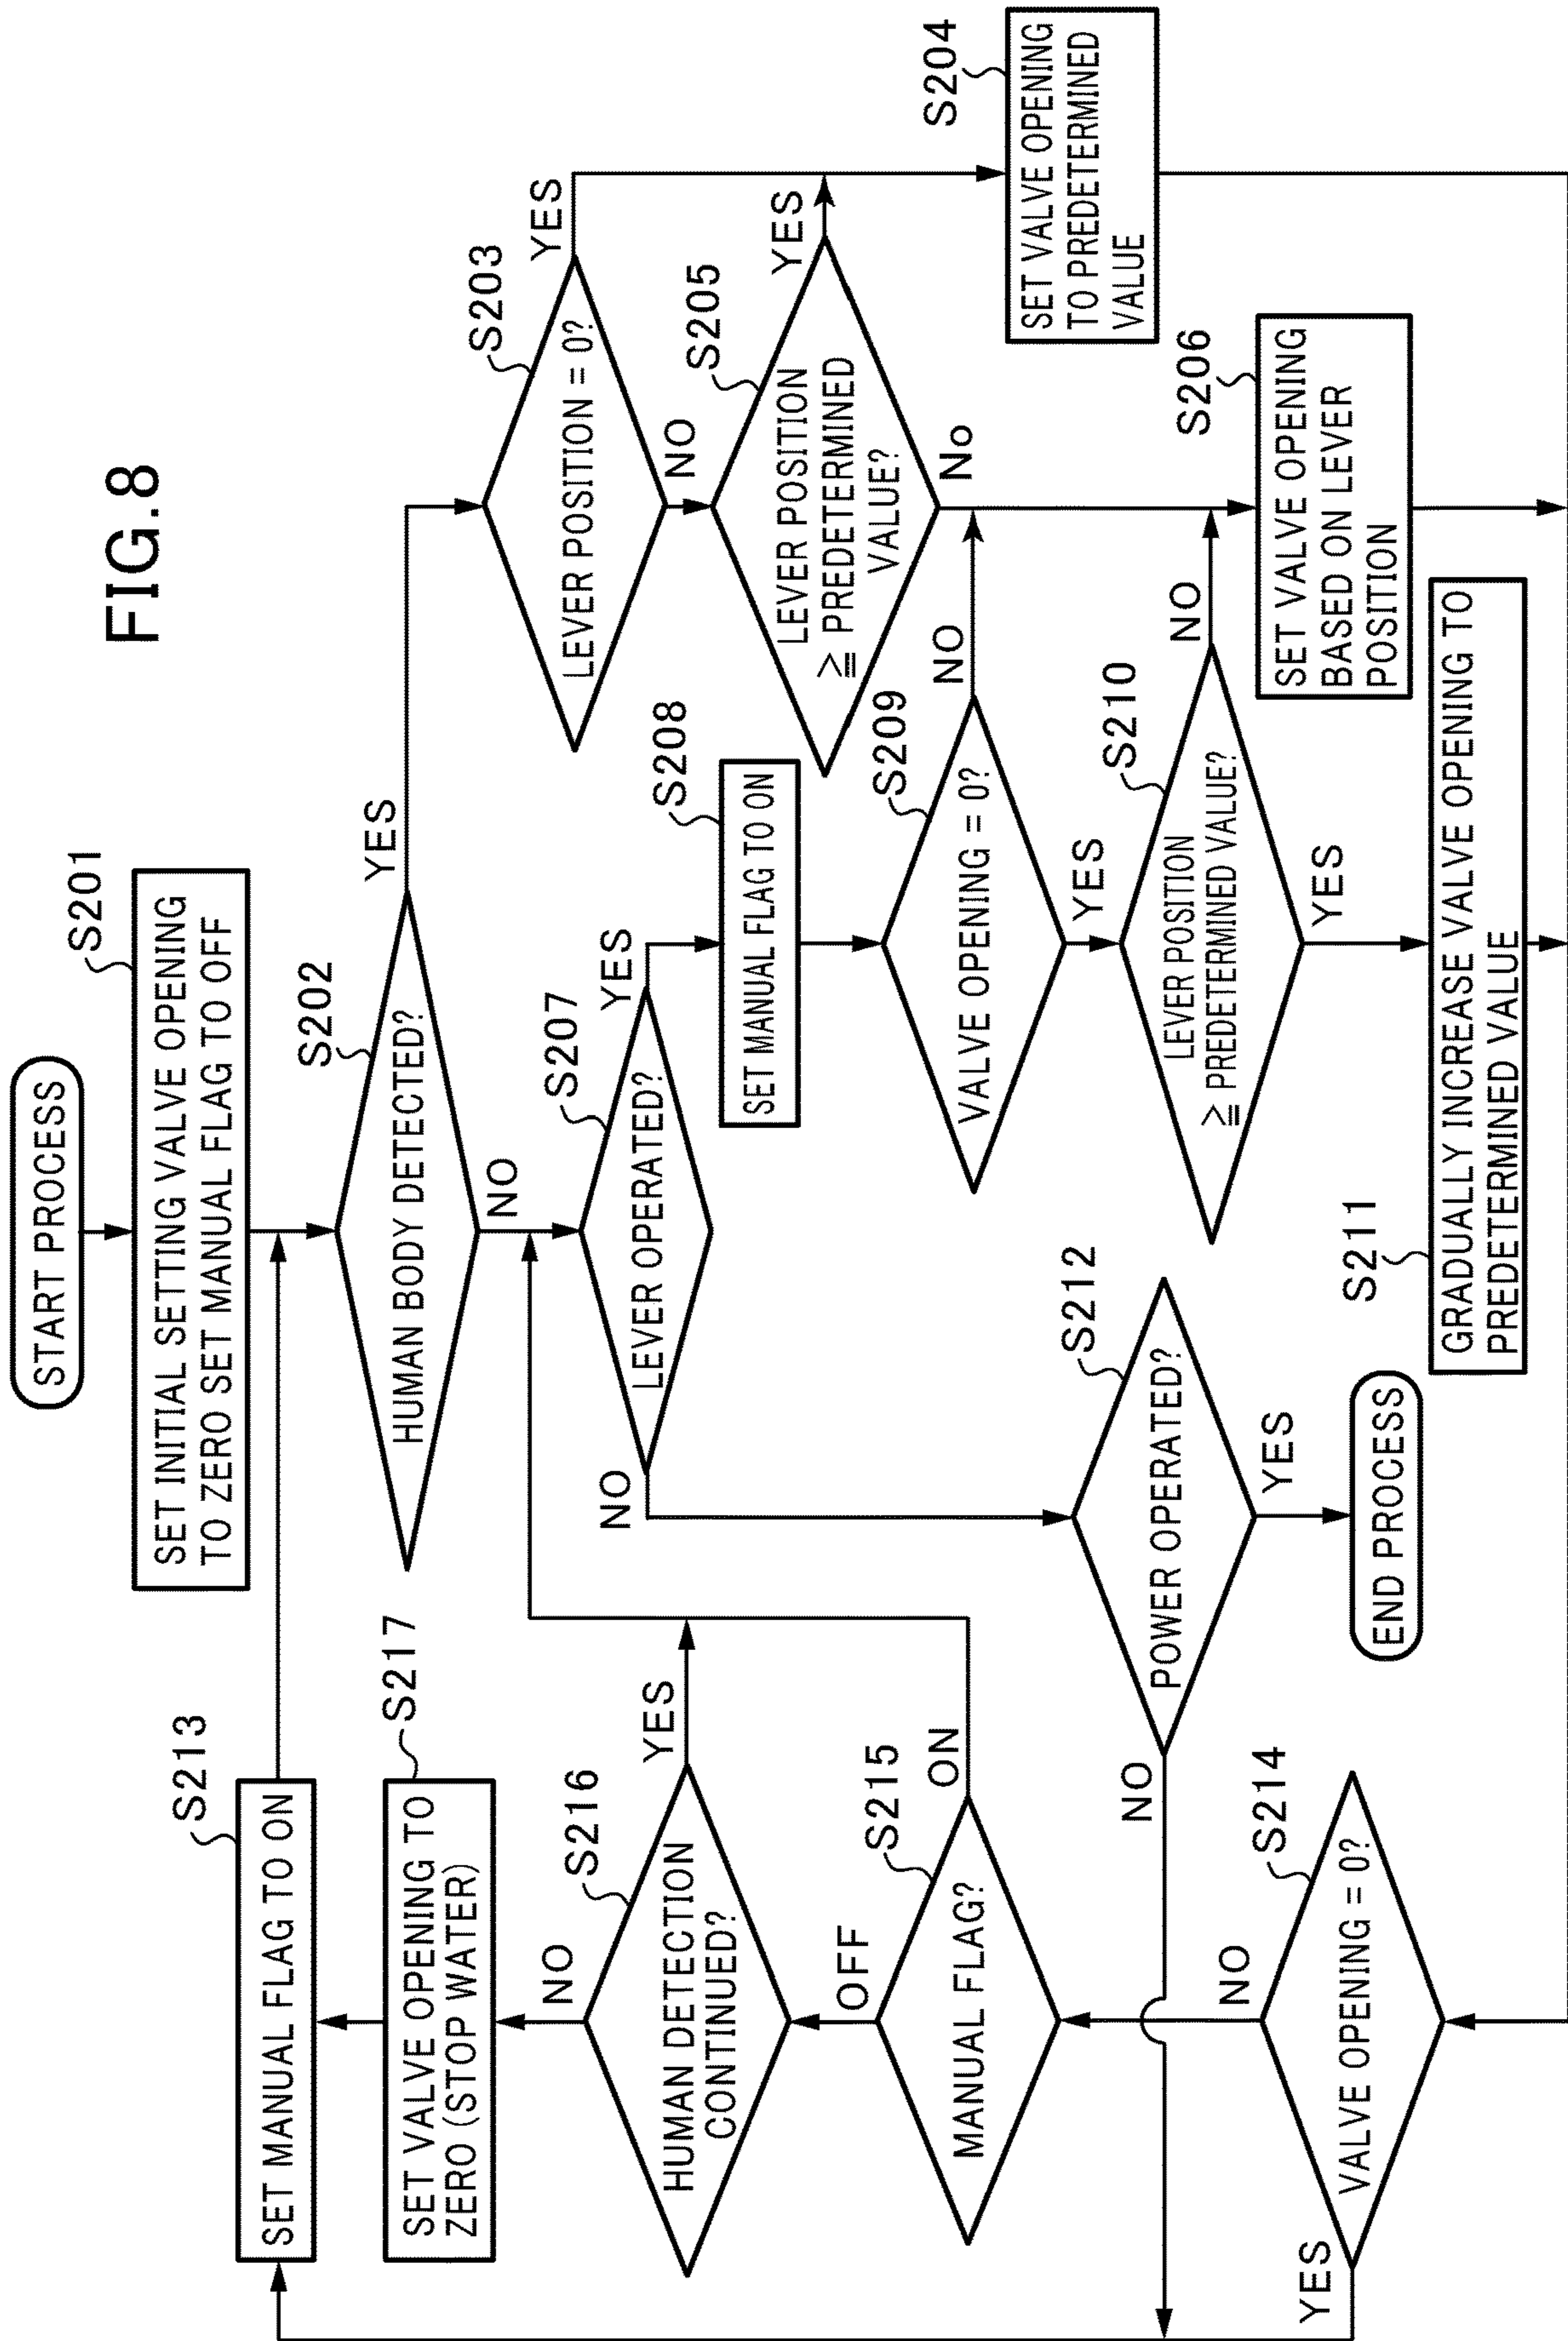 FIG.8
START PROCESS
S201
SET INITIAL SETTING VALVE OPENING
TO ZERO SET MANUAL FLAG TO OFF
S202
HUMAN BODY DETECTED?
YES
NO
S203
LEVER POSITION = 0?
YES
NO
S205
LEVER POSITION
≧ PREDETERMINED
VALUE?
YES
No
S204
SET VALVE OPENING
TO PREDETERMINED
VALUE
S206
SET VALVE OPENING
BASED ON LEVER
POSITION
S207
LEVER OPERATED?
YES
NO
S208
SET MANUAL FLAG TO ON
S209
VALVE OPENING = 0?
NO
YES
S210
LEVER POSITION
≧ PREDETERMINED VALUE?
NO
YES
S211
GRADUALLY INCREASE VALVE OPENING TO
PREDETERMINED VALUE
S212
POWER OPERATED?
NO
YES
END PROCESS
S213
SET MANUAL FLAG TO ON
S217
SET VALVE OPENING TO
ZERO (STOP WATER)
S216
HUMAN DETECTION
CONTINUED?
YES
NO
S215
MANUAL FLAG?
ON
OFF
S214
VALVE OPENING = 0?
NO
YES